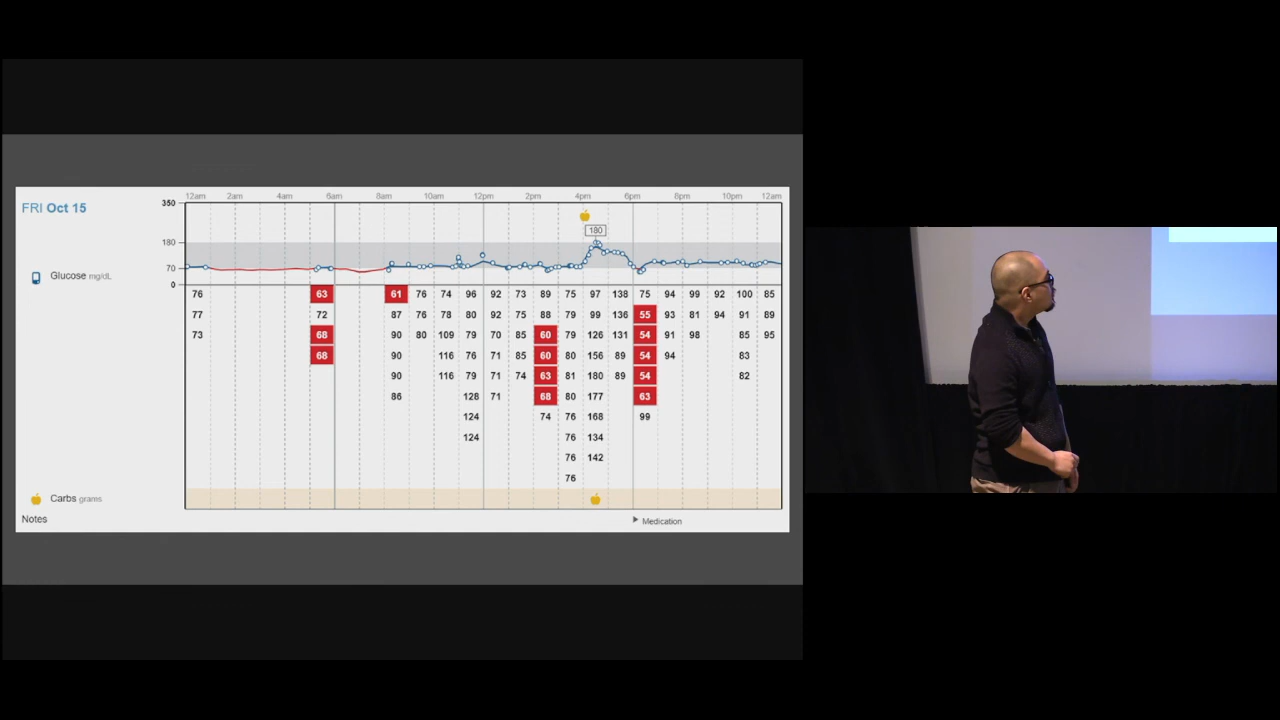 12am 2am 4am 6am 8am 10am 12pm 2pm 4pm 6pm 8pm 10pm 12am
FRI Oct 15
350
180
180
Glucose mg/dL
70
0
76 63 61 76 74 96 92 73 89 75 97 138 75 94 99 92 100 85
77 72 87 76 78 80 92 75 88 79 99 136 55 93 81 94 91 89
73 68 90 80 109 79 70 85 60 79 126 131 54 91 98 85 95
68 90 116 76 71 85 60 80 156 89 54 94 83
90 116 79 71 74 63 81 180 89 54 82
86 128 71 68 80 177 63
124 74 76 168 99
124 76 134
76 142
76
Carbs grams
Notes
Medication